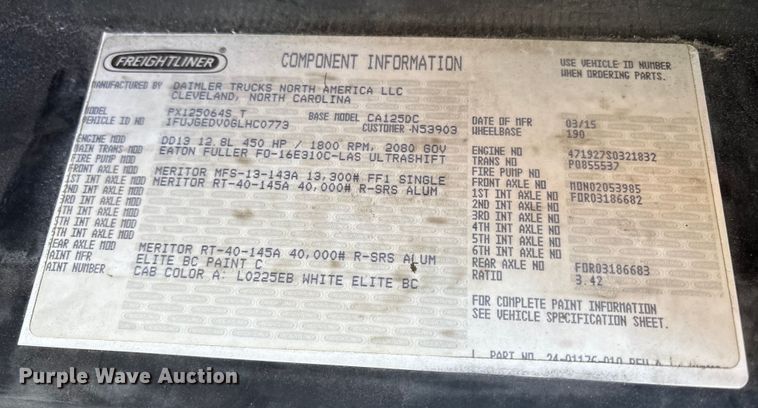 FREIGHTLINER
COMPONENT INFORMATION
USE VEHICLE ID NUMBER
WHEN ORDERING PARTS.
MANUFACTURED BY DAIMLER TRUCKS NORTH AMERICA LLC
CLEVELAND, NORTH CAROLINA
MODEL PX125064S T BASE MODEL CA125DC DATE OF MFR 03/15
VEHICLE ID NO 1FUJGEDV0GLHC0773 CUSTOMER-N53903 WHEELBASE 190
ENGINE MOD DD13 12.8L 450 HP / 1800 RPM, 2080 GOV ENGINE NO 471927S0321832
MAIN TRANS MOD EATON FULLER FO-16E310C-LAS ULTRASHIFT TRANS NO P0855537
FIRE PUMP MOD FIRE PUMP NO
FRONT AXLE MOD MERITOR MFS-13-143A 13,300# FF1 SINGLE FRONT AXLE NO MON02053985
1ST INT AXLE MOD MERITOR RT-40-145A 40,000# R-SRS ALUM 1ST INT AXLE NO FOR03186682
2ND INT AXLE MOD 2ND INT AXLE NO
3RD INT AXLE MOD 3RD INT AXLE NO
4TH INT AXLE MOD 4TH INT AXLE NO
5TH INT AXLE MOD 5TH INT AXLE NO
6TH INT AXLE MOD 6TH INT AXLE NO
REAR AXLE MOD MERITOR RT-40-145A 40,000# R-SRS ALUM REAR AXLE NO FOR03186683
PAINT MFR ELITE BC PAINT C RATIO 3.42
PAINT NUMBER CAB COLOR A: L0225EB WHITE ELITE BC
FOR COMPLETE PAINT INFORMATION
SEE VEHICLE SPECIFICATION SHEET.
PART NO. 24-01176-010 REV A
Purple Wave Auction